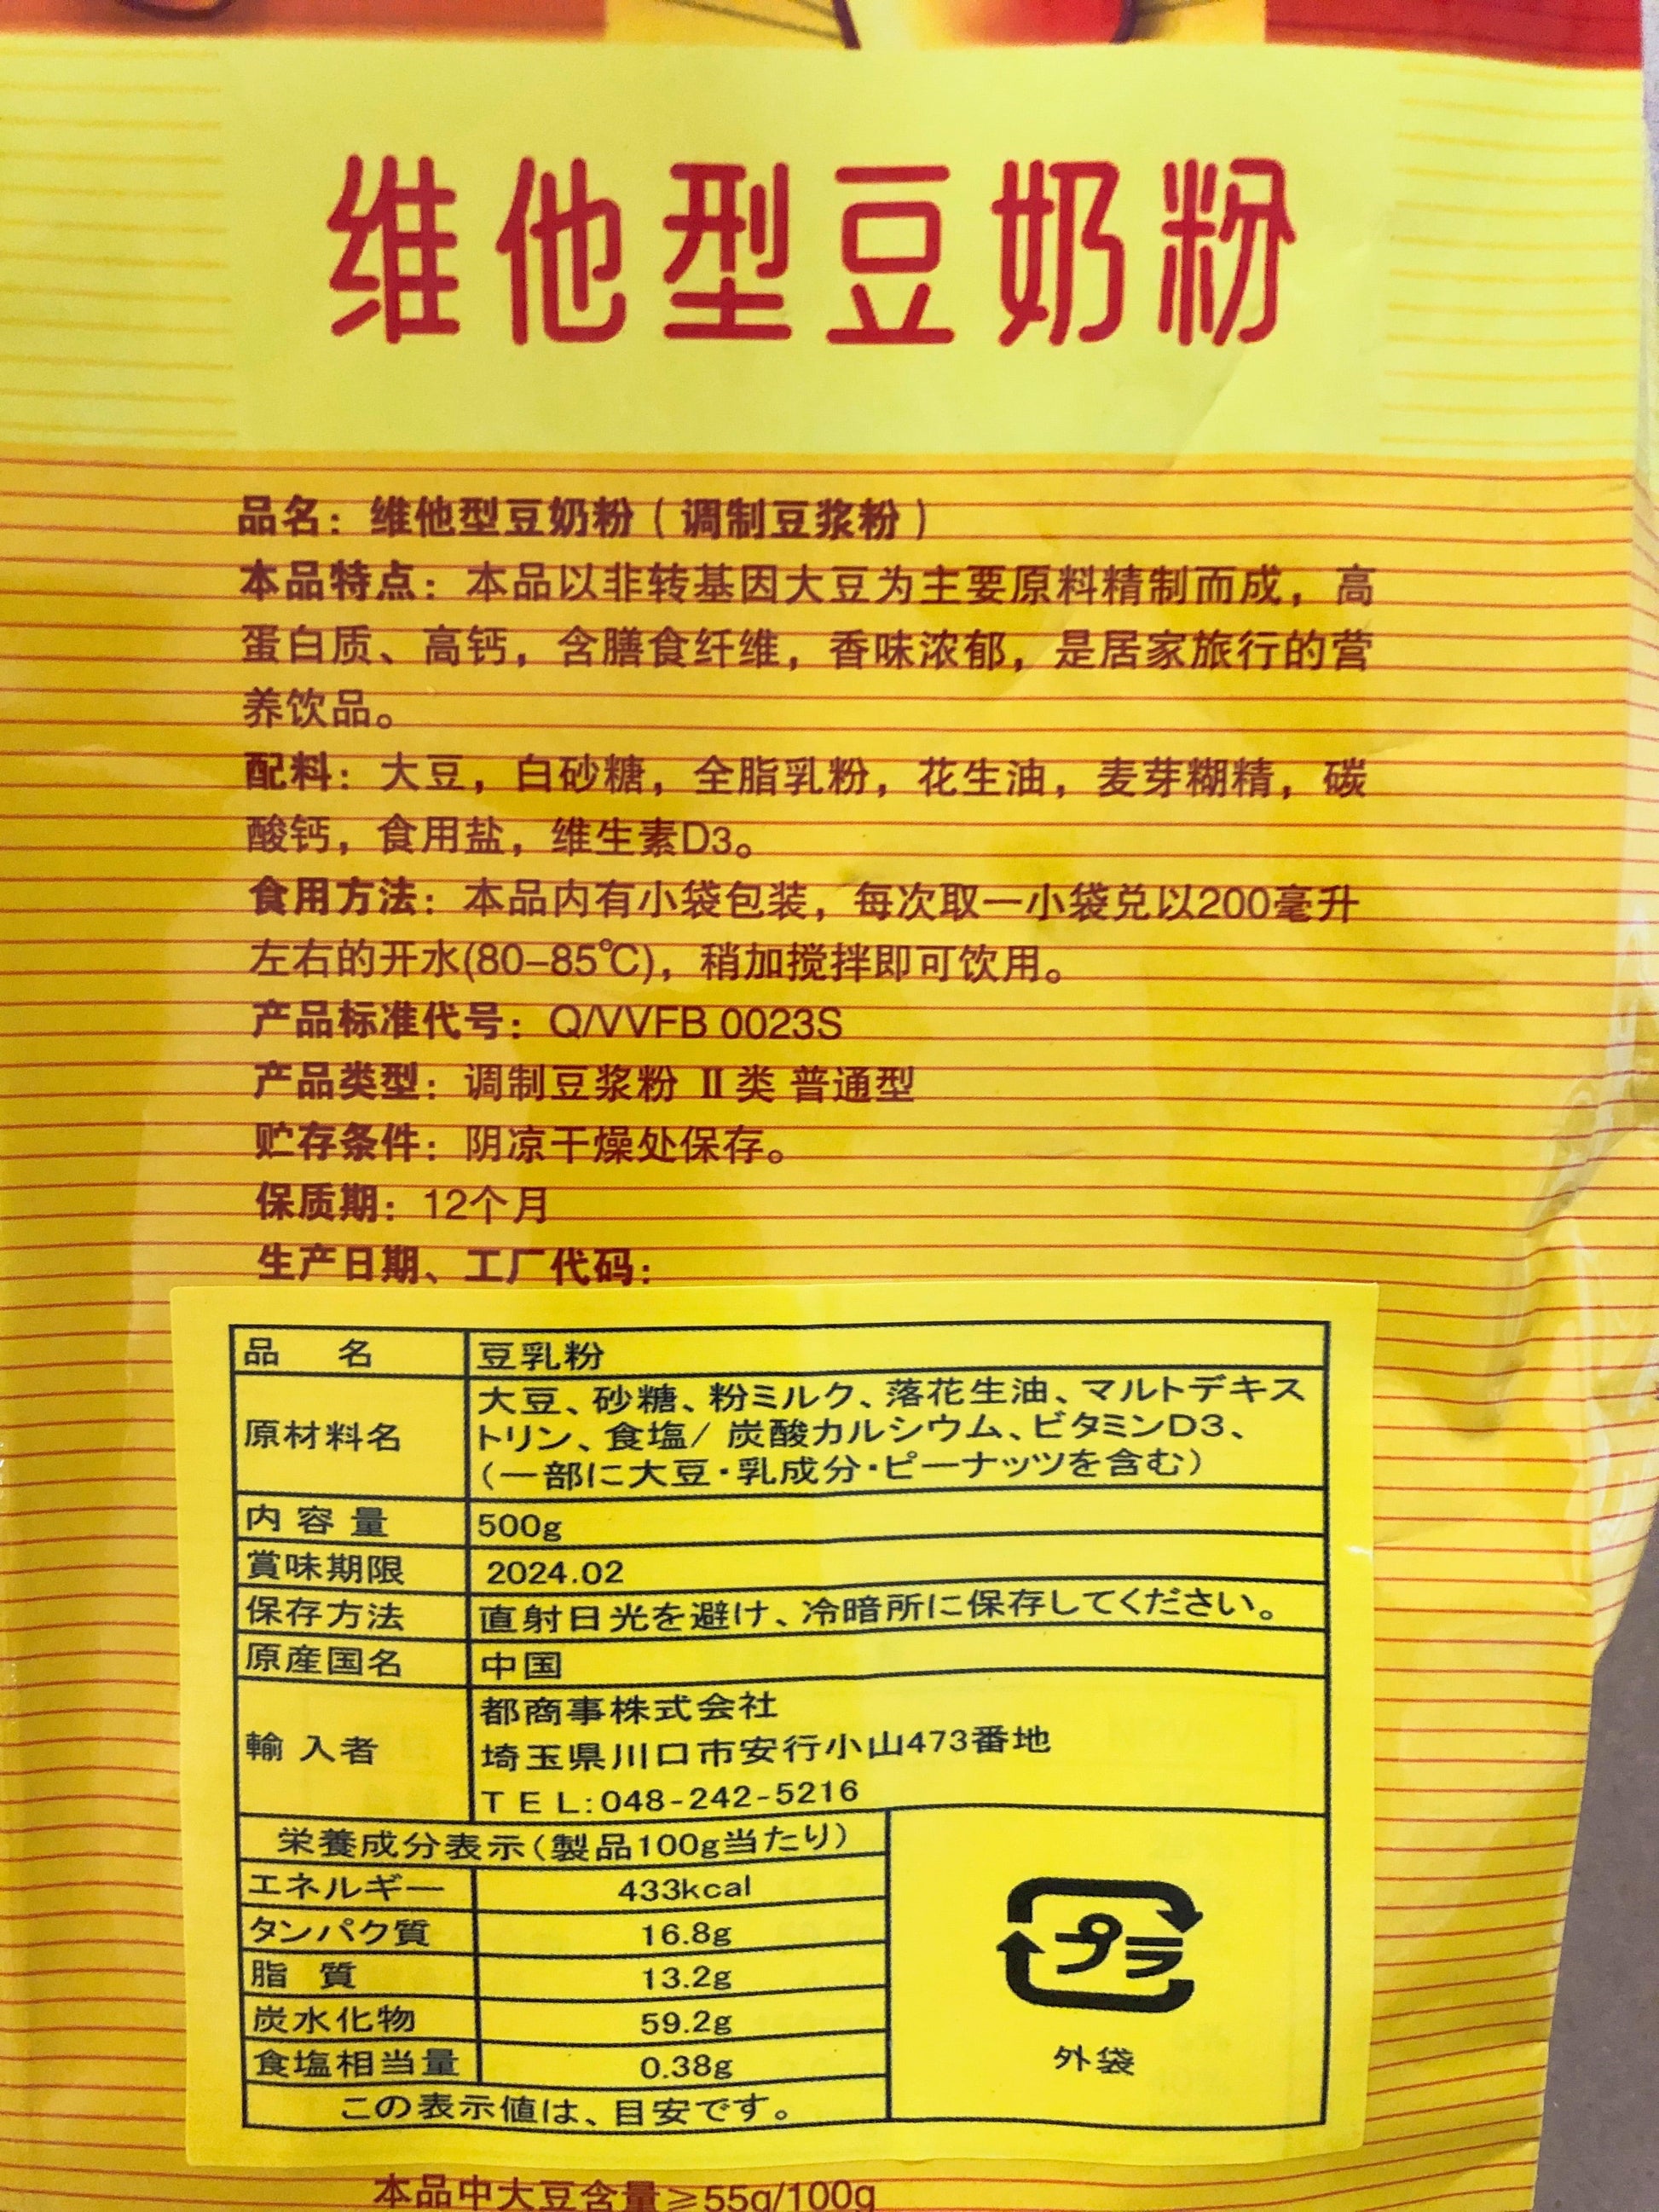 维他型豆奶粉
品名：维他型豆奶粉（调制豆浆粉）
本品特点：本品以非转基因大豆为主要原料精制而成，高
蛋白质、高钙，含膳食纤维，香味浓郁，是居家旅行的营
养饮品。
配料：大豆，白砂糖，全脂乳粉，花生油，麦芽糊精，碳
酸钙，食用盐，维生素D3。
食用方法：本品内有小袋包装，每次取一小袋兑以200毫升
左右的开水(80–85℃)，稍加搅拌即可饮用。
产品标准代号：Q/VVFB 0023S
产品类型：调制豆浆粉 Ⅱ类 普通型
贮存条件：阴凉干燥处保存。
保质期：12个月
生产日期、工厂代码：
品 名 豆乳粉
原材料名 大豆、砂糖、粉ミルク、落花生油、マルトデキス
トリン、食塩/ 炭酸カルシウム、ビタミンD3、
（一部に大豆・乳成分・ピーナッツを含む）
内容量 500g
賞味期限 2024.02
保存方法 直射日光を避け、冷暗所に保存してください。
原産国名 中国
輸入者 都商事株式会社
埼玉県川口市安行小山473番地
TEL:048-242-5216
栄養成分表示（製品100g当たり）
エネルギー 433kcal
タンパク質 16.8g
脂 質 13.2g
炭水化物 59.2g
食塩相当量 0.38g
この表示値は、目安です。
プラ
外袋
本品中大豆含量≥55g/100g